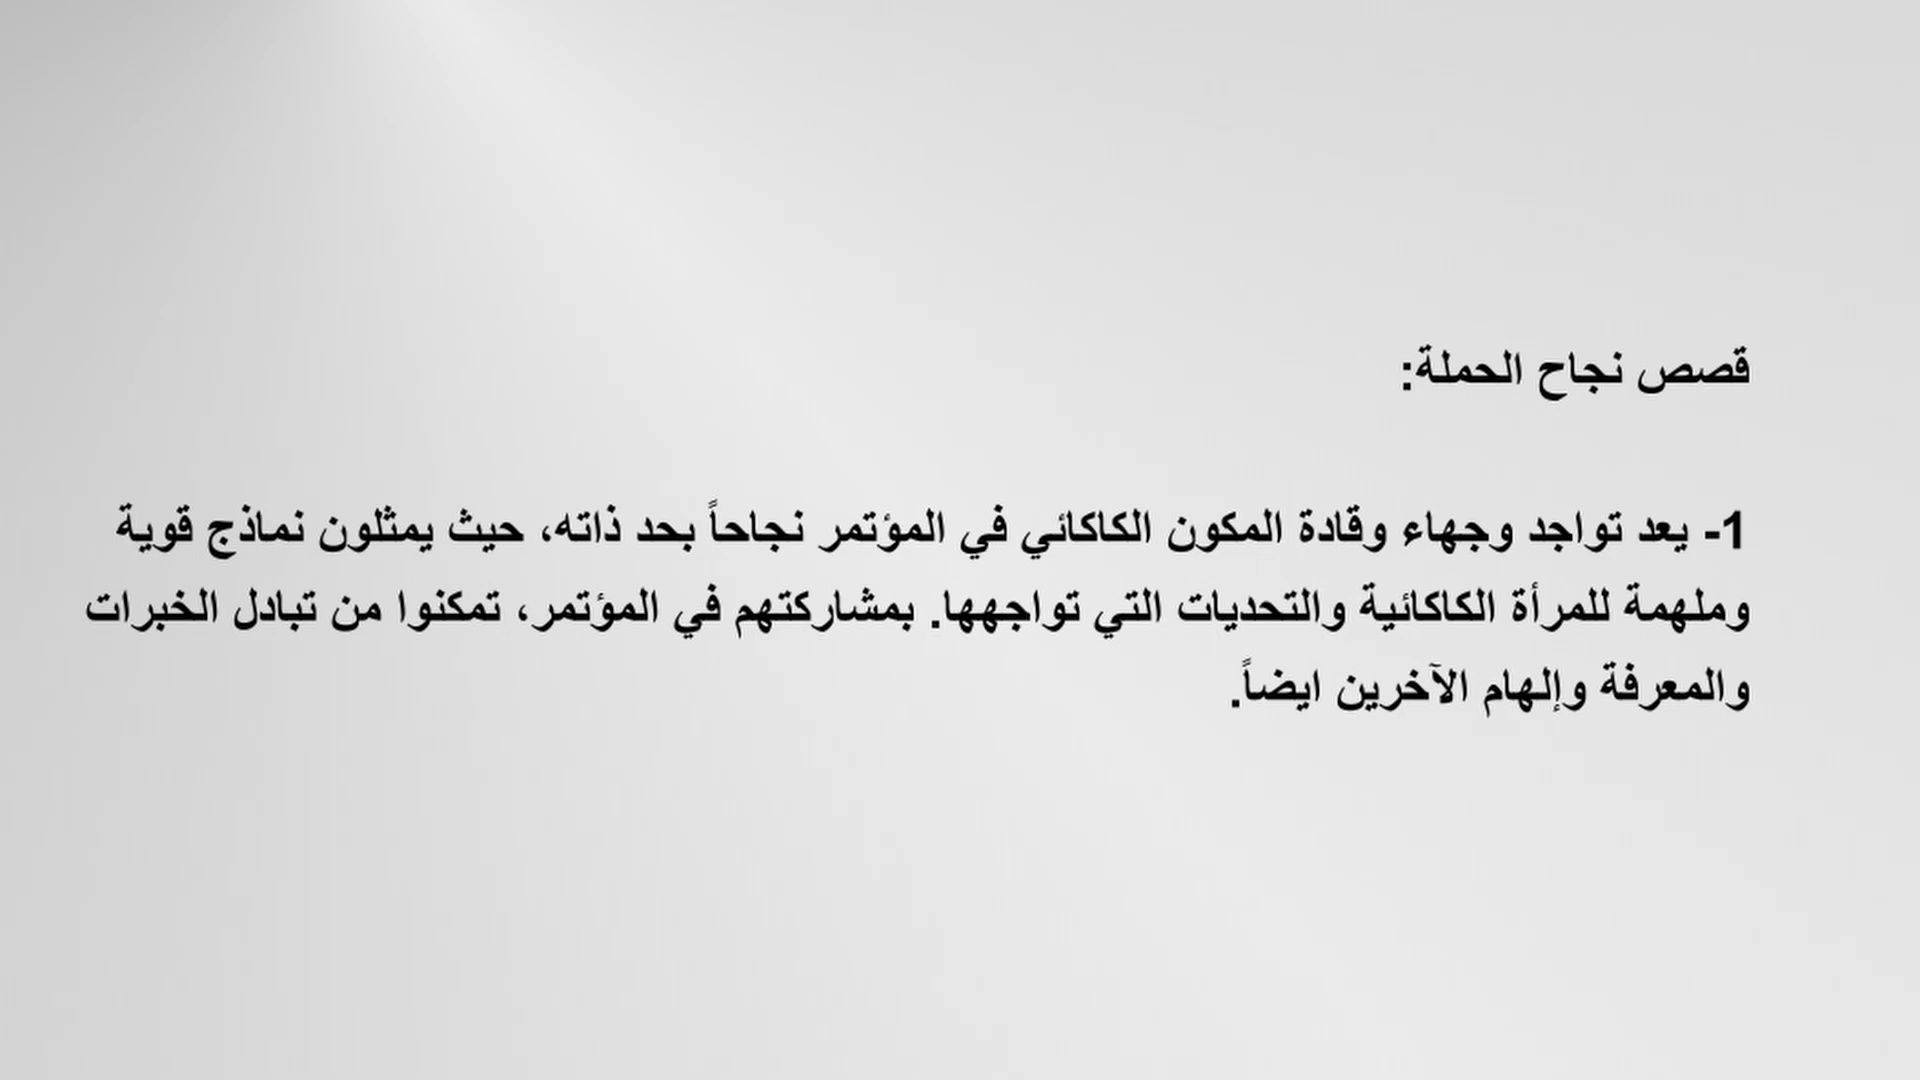 قصص نجاح الحملة:
1- يعد تواجد وجهاء وقادة المكون الكاكائي في المؤتمر نجاحاً بحد ذاته، حيث يمثلون نماذج قوية
وملهمة للمرأة الكاكائية والتحديات التي تواجهها. بمشاركتهم في المؤتمر، تمكنوا من تبادل الخبرات
والمعرفة وإلهام الآخرين ايضاً.